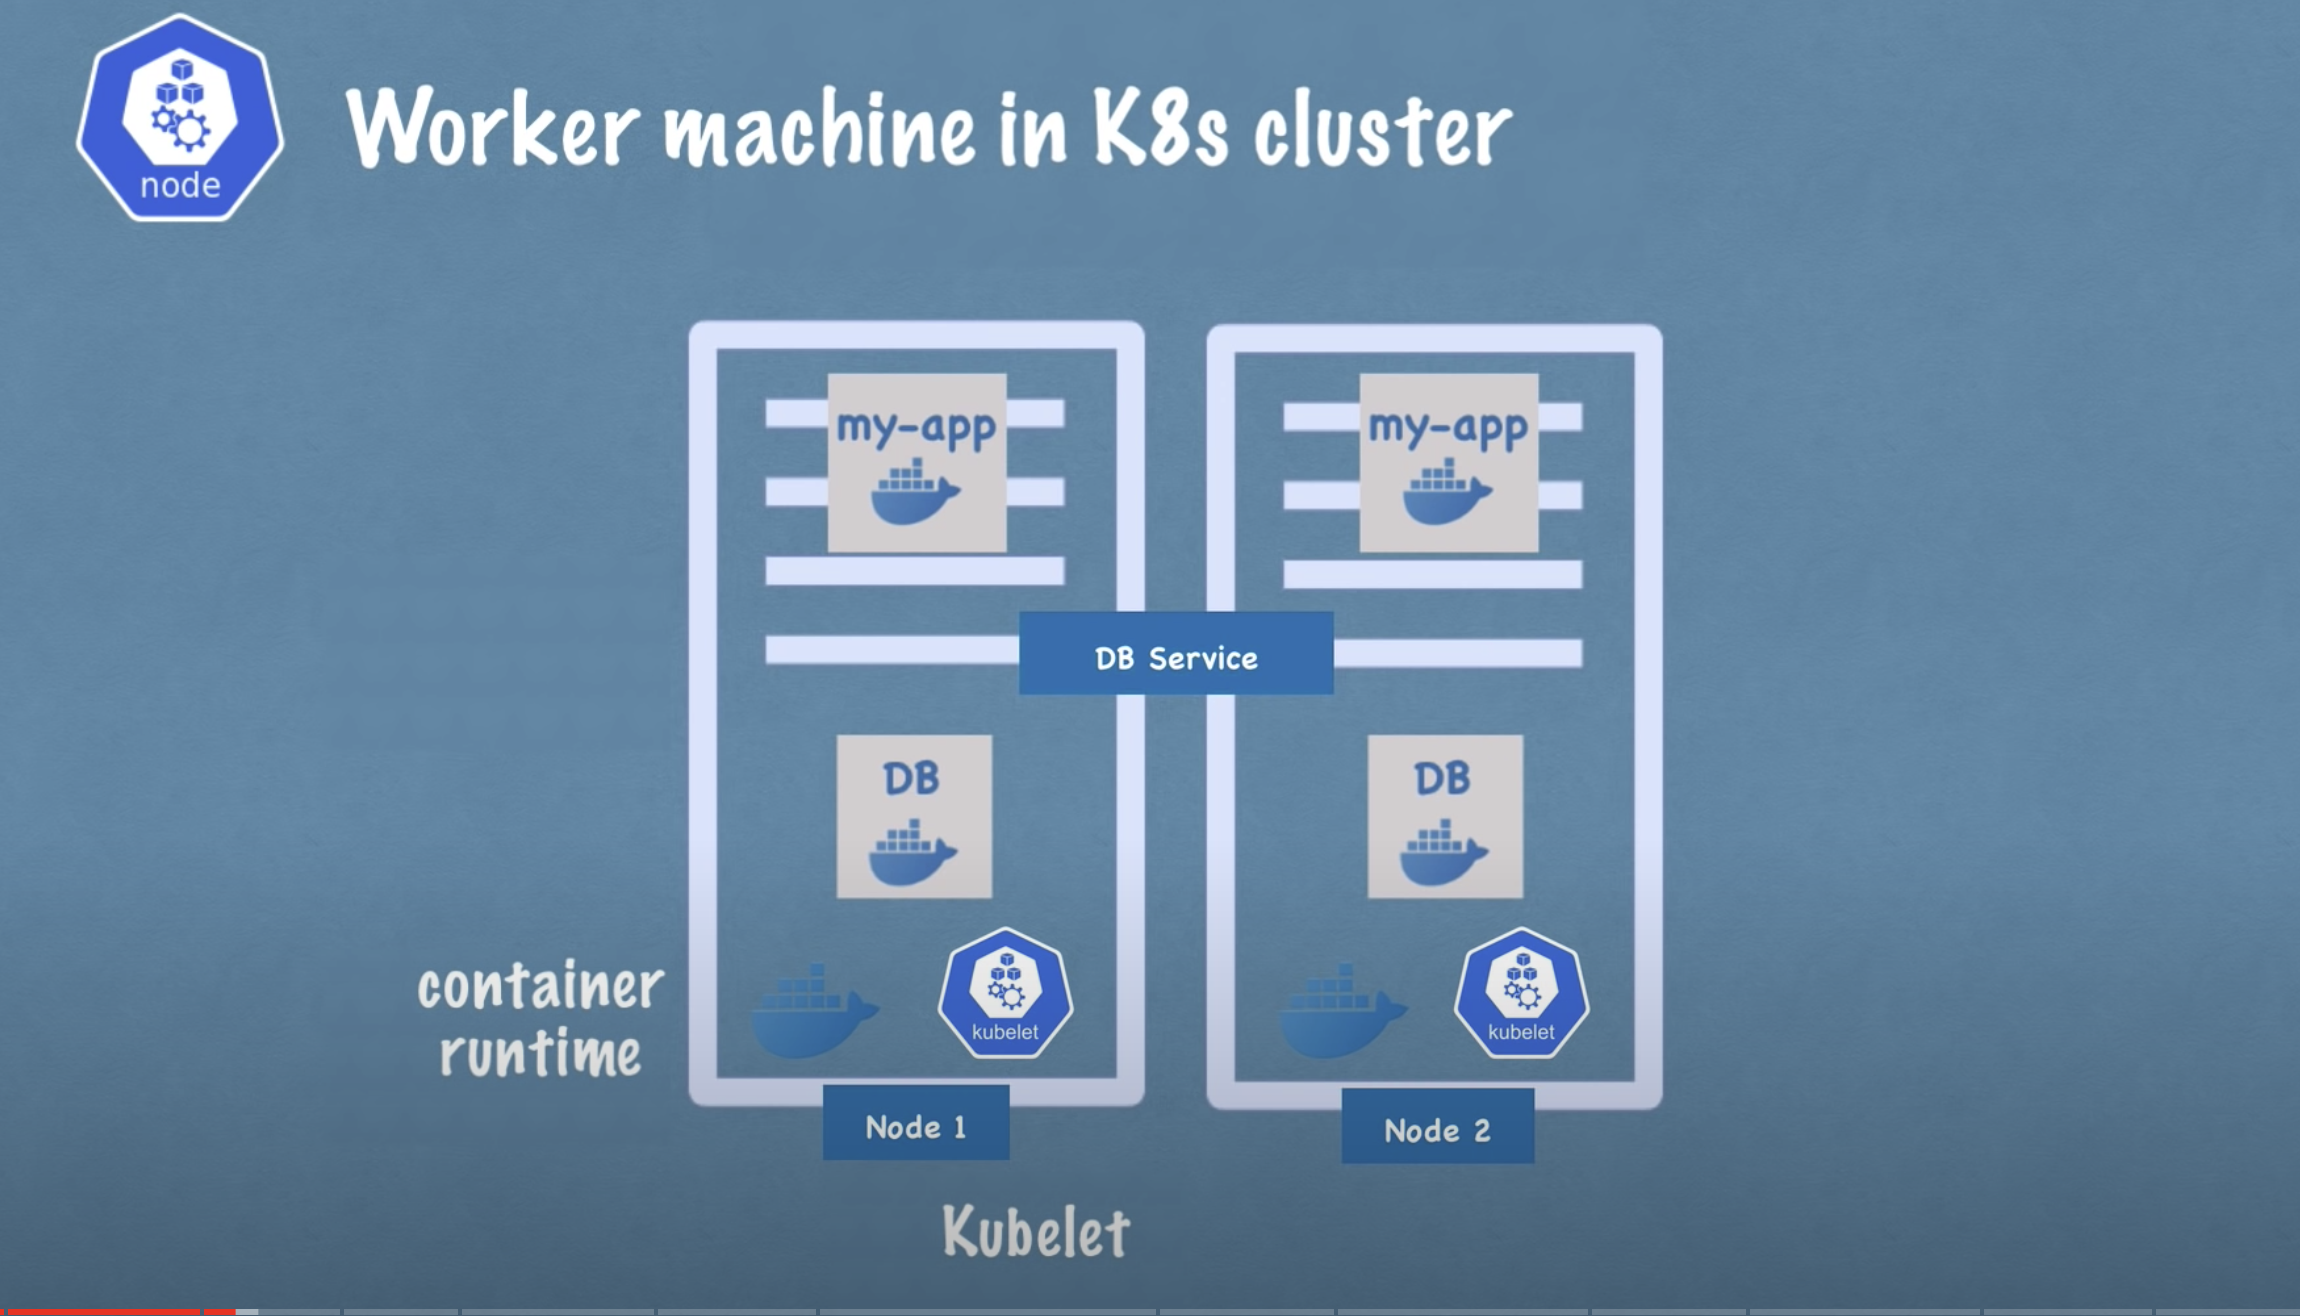 node
Worker machine in K8s cluster
my-app
my-app
DB Service
DB
DB
container
runtime
kubelet
kubelet
Node 1
Node 2
Kubelet